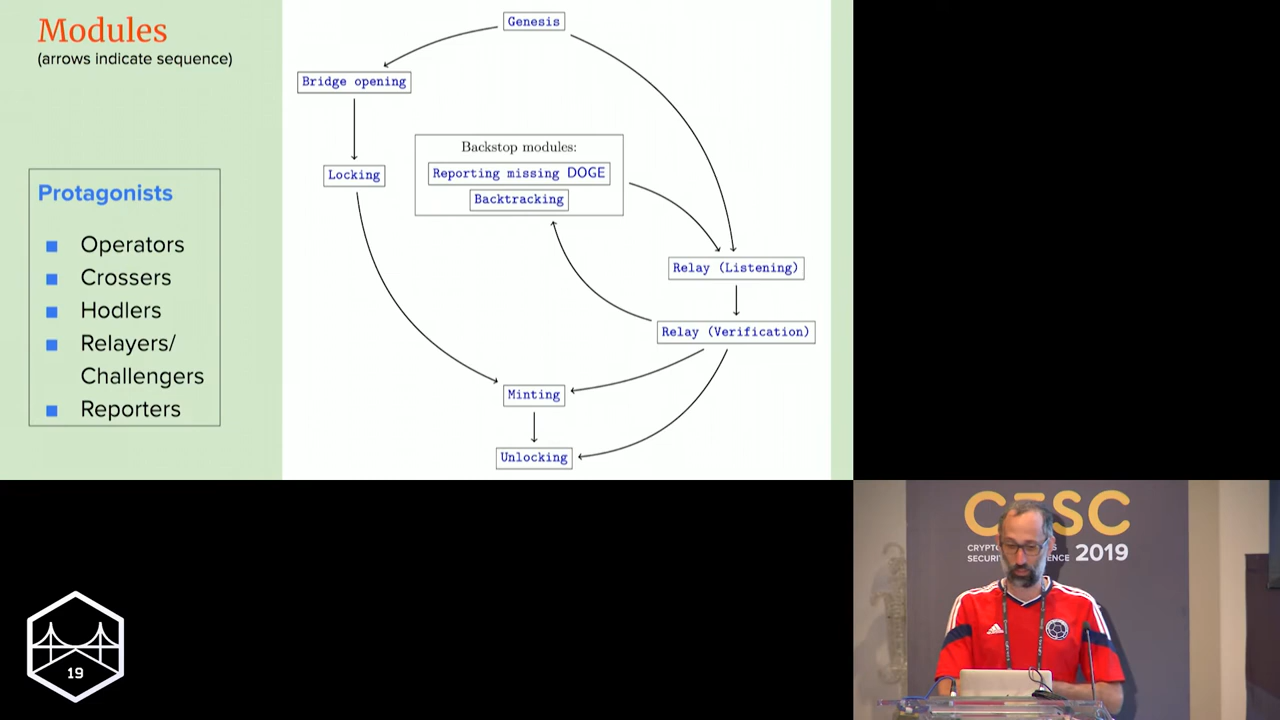 Modules
(arrows indicate sequence)
Protagonists
Operators
Crossers
Hodlers
Relayers/
Challengers
Reporters
Genesis
Bridge opening
Locking
Backstop modules:
Reporting missing DOGE
Backtracking
Relay (Listening)
Relay (Verification)
Minting
Unlocking
19
2019